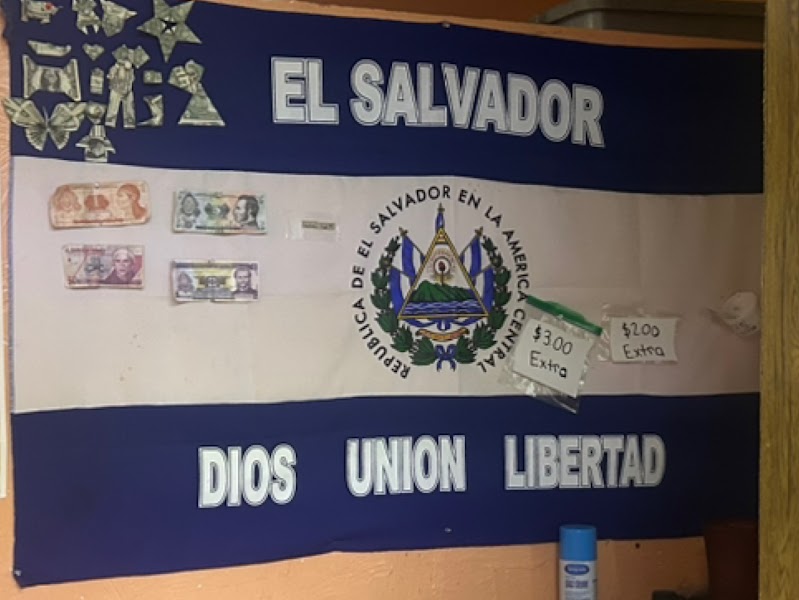 EL SALVADOR
REPUBLICA DE EL SALVADOR EN LA AMERICA CENTRAL
$3.00
Extra
$2.00
Extra
DIOS UNION LIBERTAD